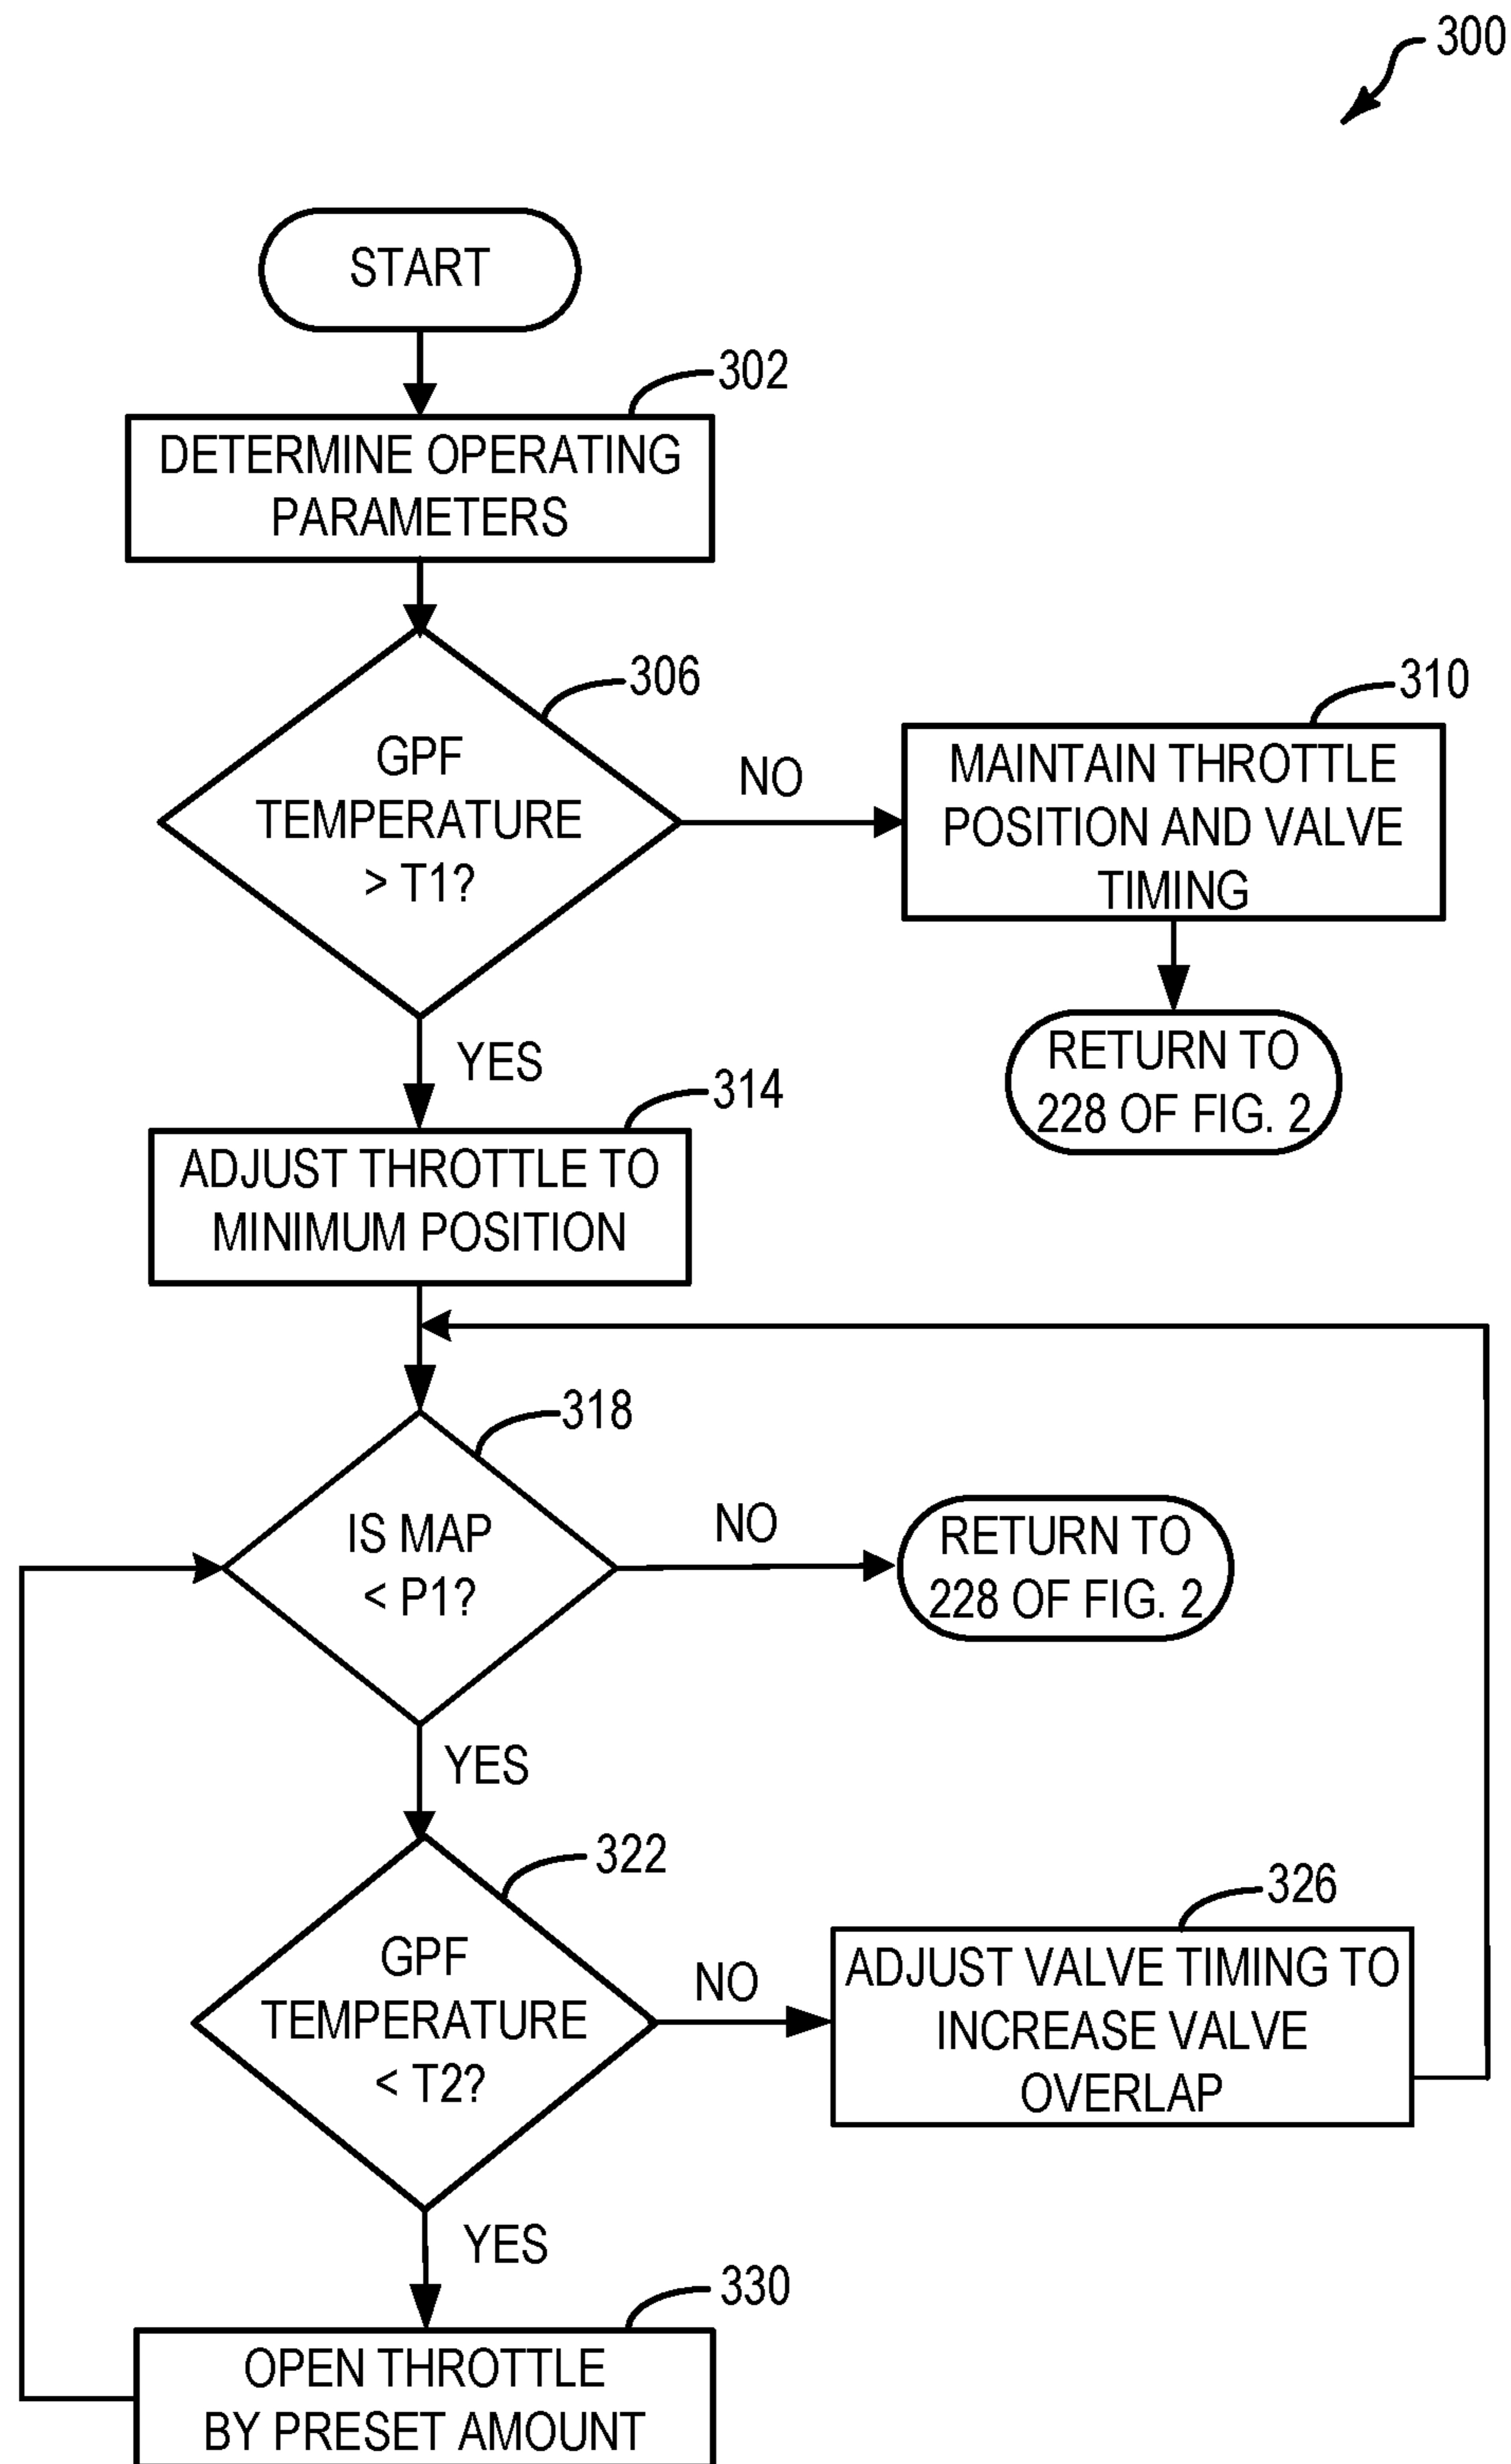 300
START
302
DETERMINE OPERATING
PARAMETERS
306
GPF
TEMPERATURE
> T1?
NO
310
MAINTAIN THROTTLE
POSITION AND VALVE
TIMING
RETURN TO
228 OF FIG. 2
YES
314
ADJUST THROTTLE TO
MINIMUM POSITION
318
IS MAP
< P1?
NO
RETURN TO
228 OF FIG. 2
YES
322
GPF
TEMPERATURE
< T2?
NO
326
ADJUST VALVE TIMING TO
INCREASE VALVE
OVERLAP
YES
330
OPEN THROTTLE
BY PRESET AMOUNT